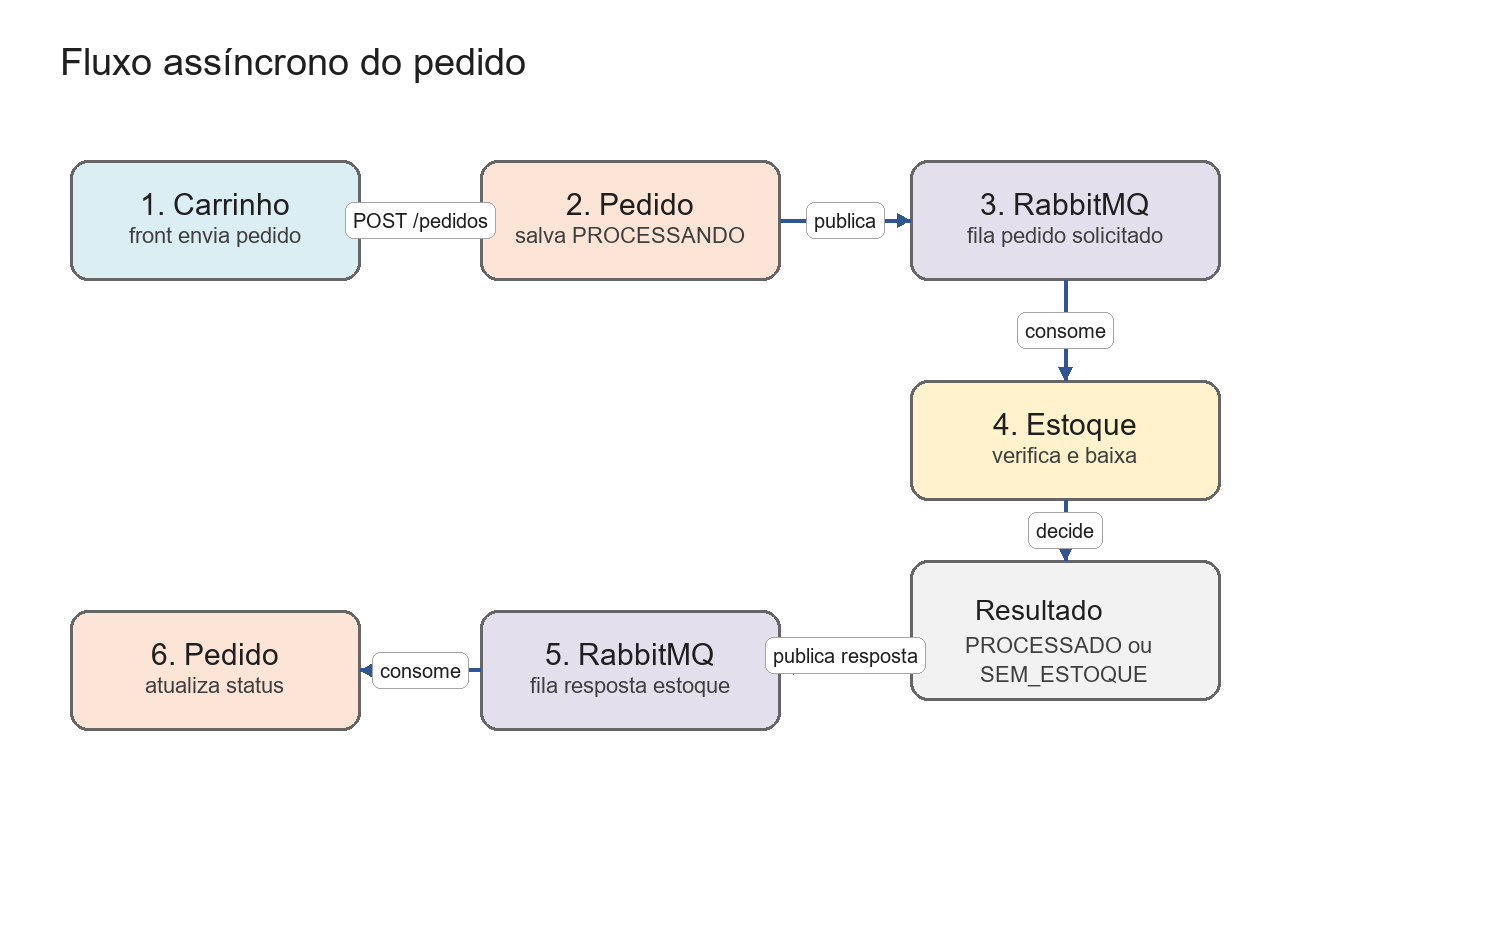 Fluxo assíncrono do pedido
1. Carrinho
front envia pedido
POST /pedidos
2. Pedido
salva PROCESSANDO
publica
3. RabbitMQ
fila pedido solicitado
consome
4. Estoque
verifica e baixa
decide
Resultado
PROCESSADO ou
SEM_ESTOQUE
publica resposta
5. RabbitMQ
fila resposta estoque
consome
6. Pedido
atualiza status